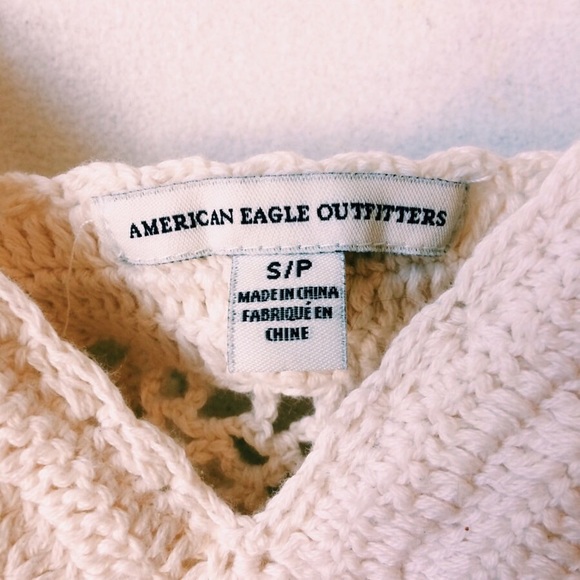 AMERICAN EAGLE OUTFITTERS
S/P
MADE IN CHINA
FABRIQUÉ EN
CHINE